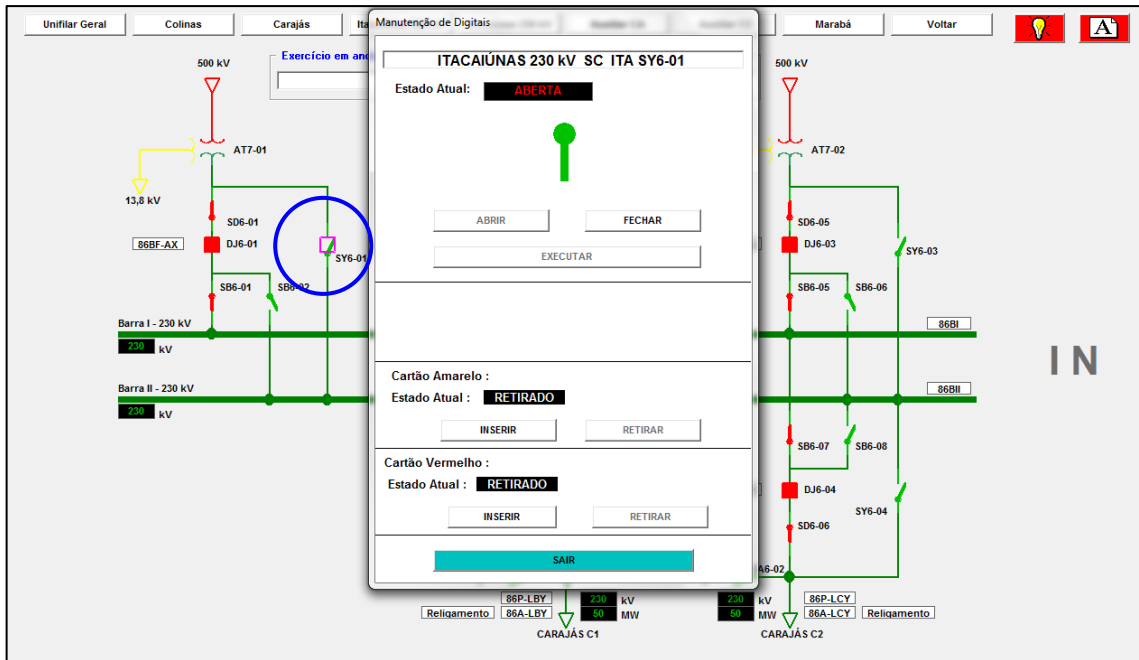 Unifilar Geral
Colinas
Carajás
Ita
Marabá
Voltar
A
Manutenção de Digitais
ITACAIÚNAS 230 kV SC ITA SY6-01
Estado Atual:
ABERTA
ABRIR
FECHAR
EXECUTAR
Cartão Amarelo :
Estado Atual :
RETIRADO
INSERIR
RETIRAR
Cartão Vermelho :
Estado Atual :
RETIRADO
INSERIR
RETIRAR
SAIR
Exercício em an
500 kV
AT7-01
13,8 kV
SD6-01
86BF-AX
DJ6-01
SY6-01
SB6-01
SB6-02
Barra I - 230 kV
230 kV
Barra II - 230 kV
230 kV
500 kV
AT7-02
SD6-05
DJ6-03
SY6-03
SB6-05
SB6-06
86BI
I N
86BII
SB6-07
SB6-08
DJ6-04
SY6-04
SD6-06
A6-02
86P-LBY
230 kV
Religamento
86A-LBY
50 MW
CARAJÁS C1
230 kV
86P-LCY
50 MW
86A-LCY
Religamento
CARAJÁS C2